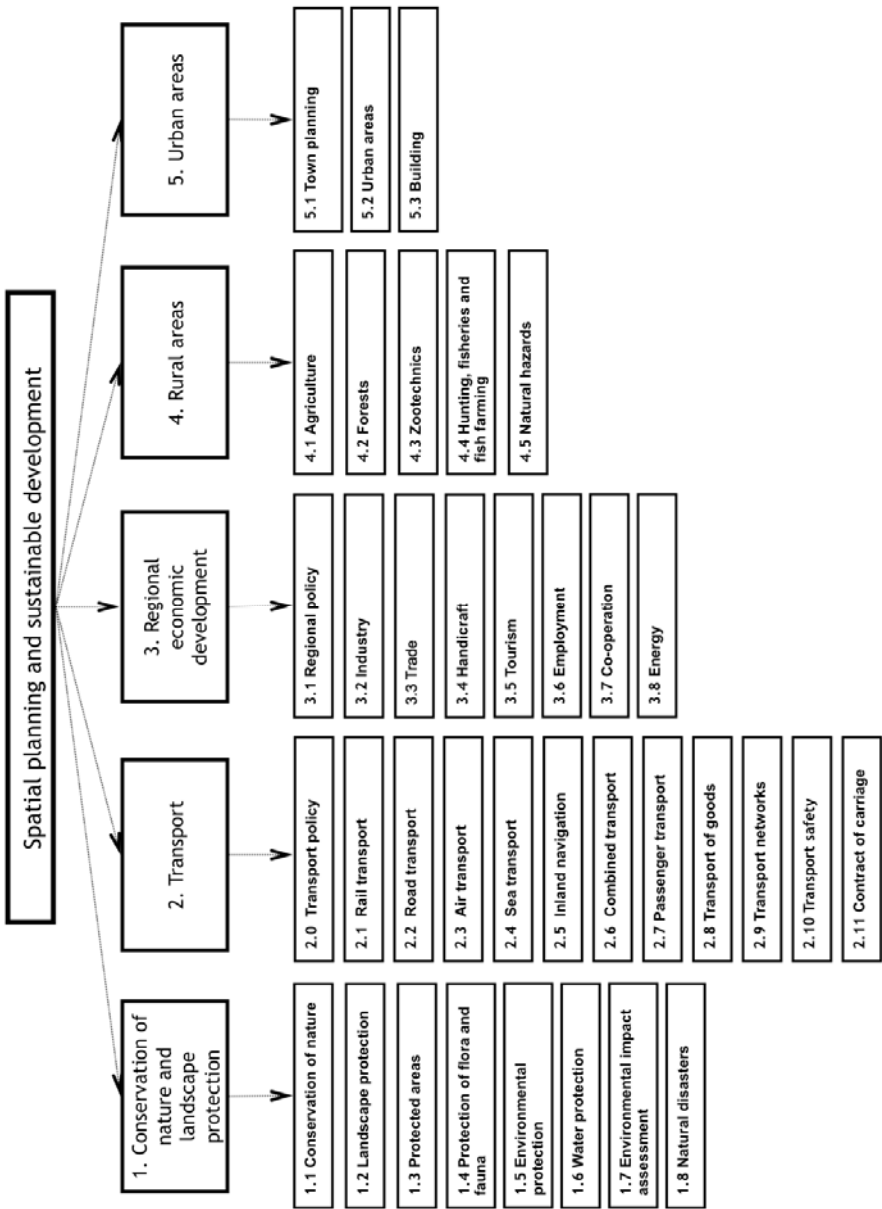 Spatial planning and sustainable development
1. Conservation of
nature and
landscape
protection
1.1 Conservation of nature
1.2 Landscape protection
1.3 Protected areas
1.4 Protection of flora and
fauna
1.5 Environmental
protection
1.6 Water protection
1.7 Environmental impact
assessment
1.8 Natural disasters
2. Transport
2.0 Transport policy
2.1 Rail transport
2.2 Road transport
2.3 Air transport
2.4 Sea transport
2.5 Inland navigation
2.6 Combined transport
2.7 Passenger transport
2.8 Transport of goods
2.9 Transport networks
2.10 Transport safety
2.11 Contract of carriage
3. Regional
economic
development
3.1 Regional policy
3.2 Industry
3.3 Trade
3.4 Handicraft
3.5 Tourism
3.6 Employment
3.7 Co-operation
3.8 Energy
4. Rural areas
4.1 Agriculture
4.2 Forests
4.3 Zootechnics
4.4 Hunting, fisheries and
fish farming
4.5 Natural hazards
5. Urban areas
5.1 Town planning
5.2 Urban areas
5.3 Building